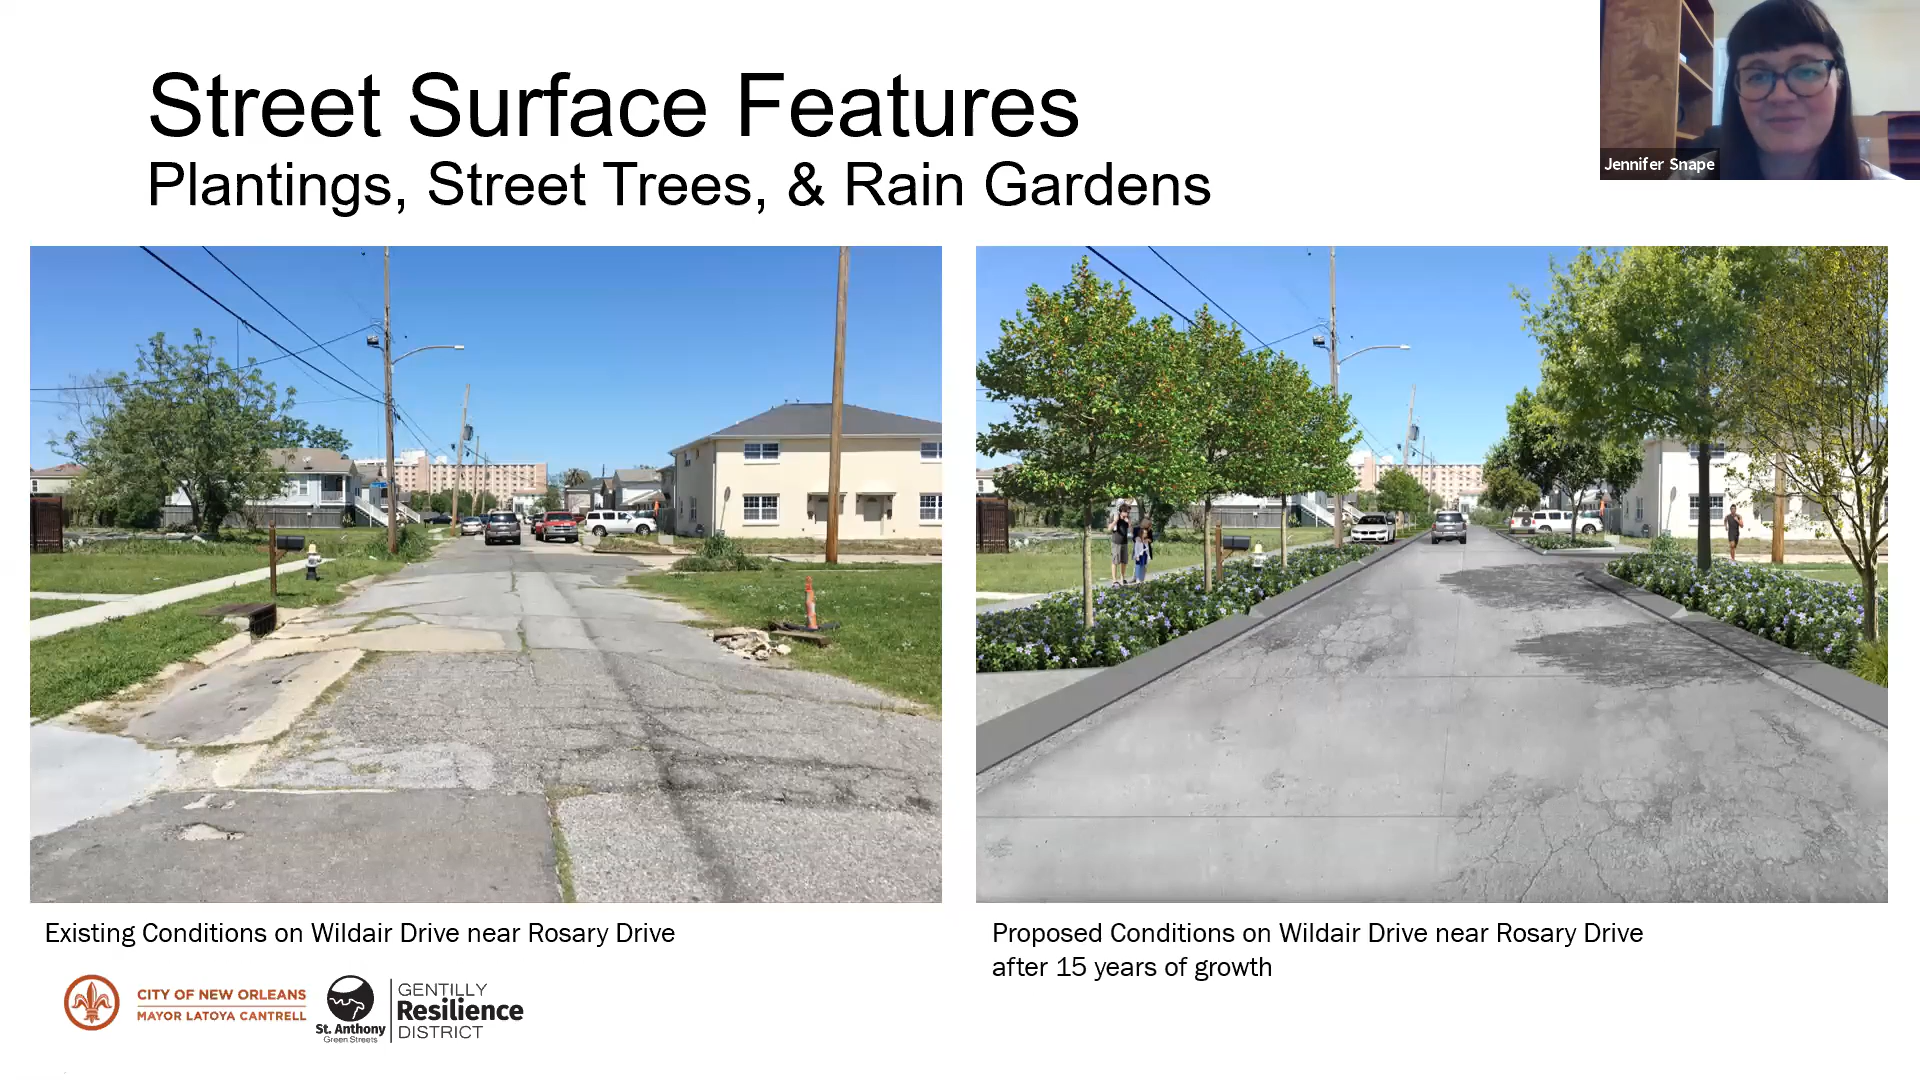 Street Surface Features
Plantings, Street Trees, & Rain Gardens
Jennifer Snape
Existing Conditions on Wildair Drive near Rosary Drive
Proposed Conditions on Wildair Drive near Rosary Drive
after 15 years of growth
CITY OF NEW ORLEANS
MAYOR LATOYA CANTRELL
St. Anthony
Green Streets
GENTILLY
Resilience
DISTRICT